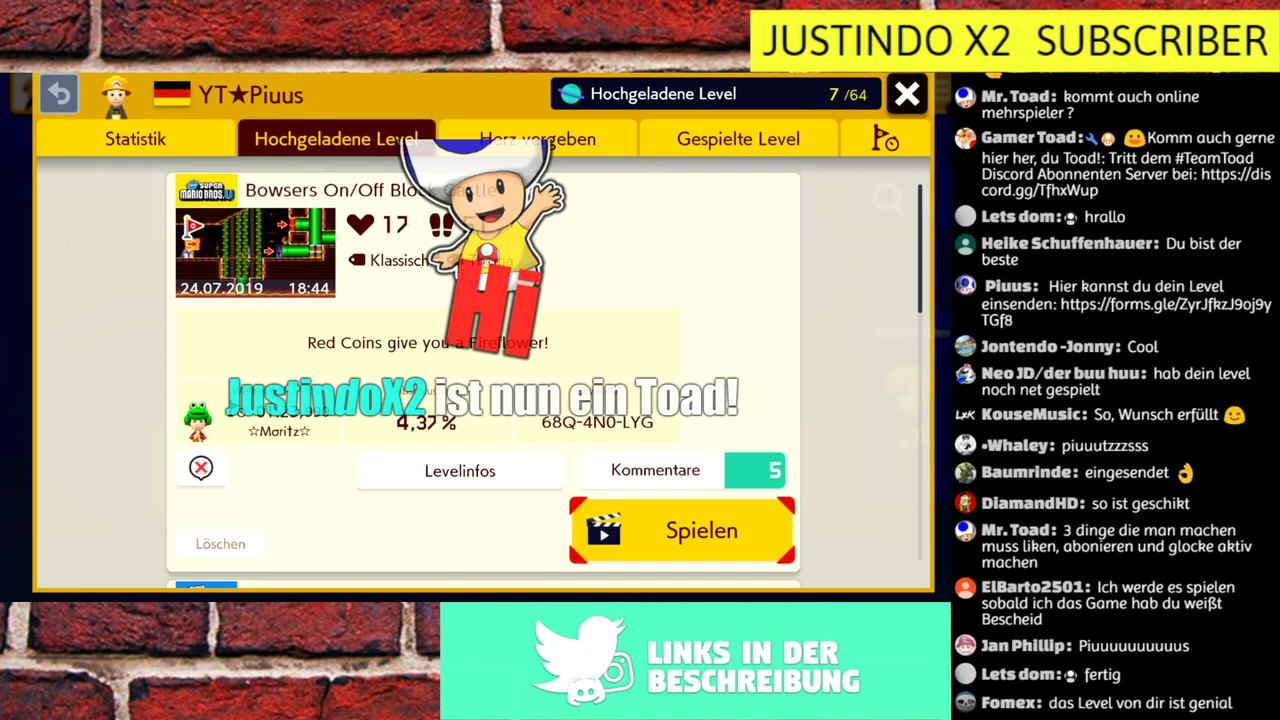 JUSTINDO X2 SUBSCRIBER
YT★Piuus
Hochgeladene Level
7 /64
Statistik
Hochgeladene Level
Herz vergeben
Gespielte Level
SUPER
MARIO BROS. U
Bowsers On/Off Block Castle
17
Klassisch
24.07.2019 18:44
Red Coins give you a Fireflower!
Hi
JustindoX2 ist nun ein Toad!
☆Moritz☆
4,37%
68Q-4N0-LYG
Levelinfos
Kommentare
5
Spielen
Löschen
LINKS IN DER
BESCHREIBUNG
Mr. Toad: kommt auch online
mehrspieler ?
Gamer Toad: Komm auch gerne
hier her, du Toad!: Tritt dem #TeamToad
Discord Abonnenten Server bei: https://dis
cord.gg/TfhxWup
Lets dom: hrallo
Heike Schuffenhauer: Du bist der
beste
Piuus: Hier kannst du dein Level
einsenden: https://forms.gle/ZyrJfkzJ9oj9y
TGf8
Jontendo -Jonny: Cool
Neo JD/der buu huu: hab dein level
noch net gespielt
KouseMusic: So, Wunsch erfüllt 😉
•Whaley: piuuutzzzsss
Baumrinde: eingesendet 👌
DiamandHD: so ist geschikt
Mr. Toad: 3 dinge die man machen
muss liken, abonieren und glocke aktiv
machen
ElBarto2501: Ich werde es spielen
sobald ich das Game hab du weißt
Bescheid
Jan Phillip: Piuuuuuuuuuus
Lets dom: fertig
Fomex: das Level von dir ist genial